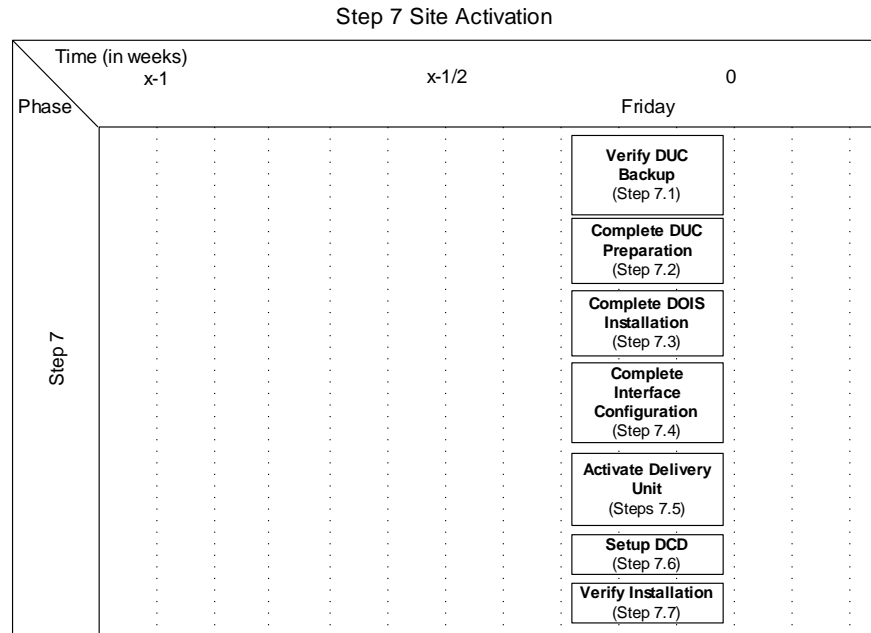 Step 7 Site Activation
Time (in weeks)
x-1
x-1/2
0
Phase
Friday
Step 7
Verify DUC
Backup
(Step 7.1)
Complete DUC
Preparation
(Step 7.2)
Complete DOIS
Installation
(Step 7.3)
Complete
Interface
Configuration
(Step 7.4)
Activate Delivery
Unit
(Steps 7.5)
Setup DCD
(Step 7.6)
Verify Installation
(Step 7.7)